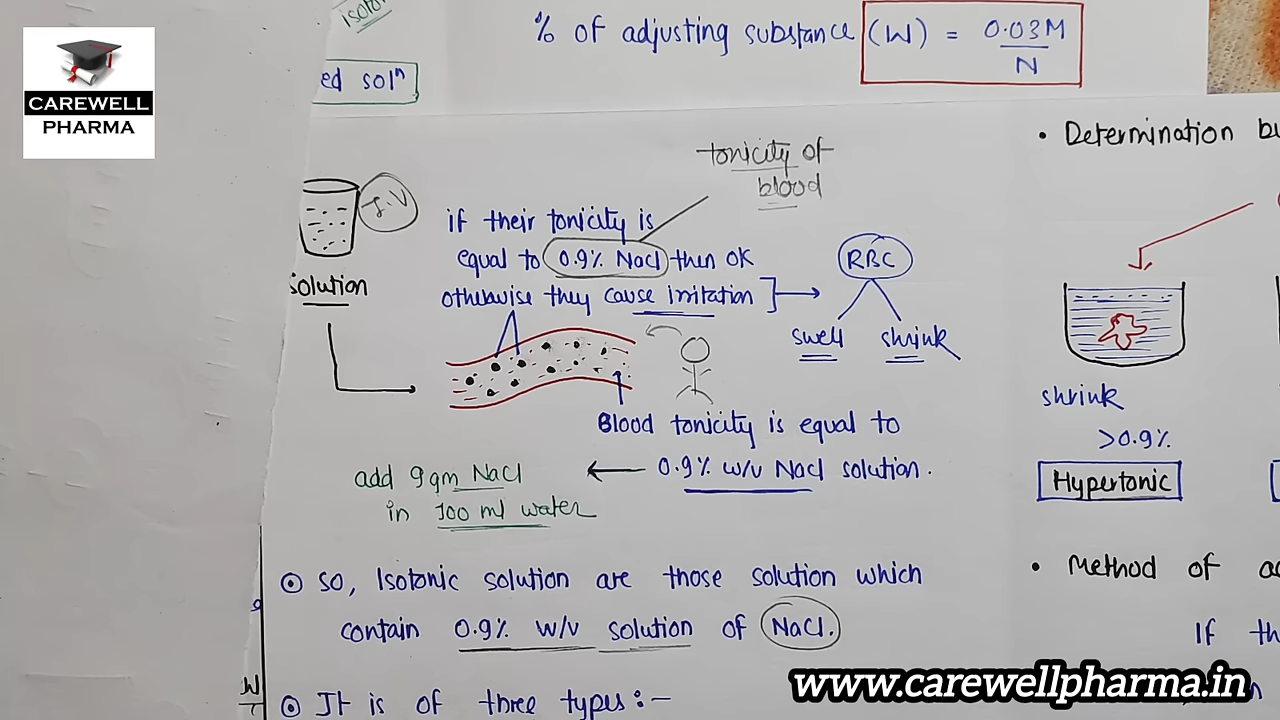 isoto
% of adjusting substance (W) = 0.03M
N
ed solⁿ
CAREWELL
PHARMA
Determination bu
tonicity of
blood
I.V
if their tonicity is
equal to 0.9% Nacl then ok
otherwise they cause irritation
RBC
swell shrink
solution
Blood tonicity is equal to
0.9% w/v Nacl solution.
add 9gm NaCl
in 100 ml water
shrink
>0.9%
Hypertonic
so, Isotonic solution are those solution which
contain 0.9% w/v solution of NaCl.
Method of ad
If th
It is of three types:-
www.carewellpharma.in